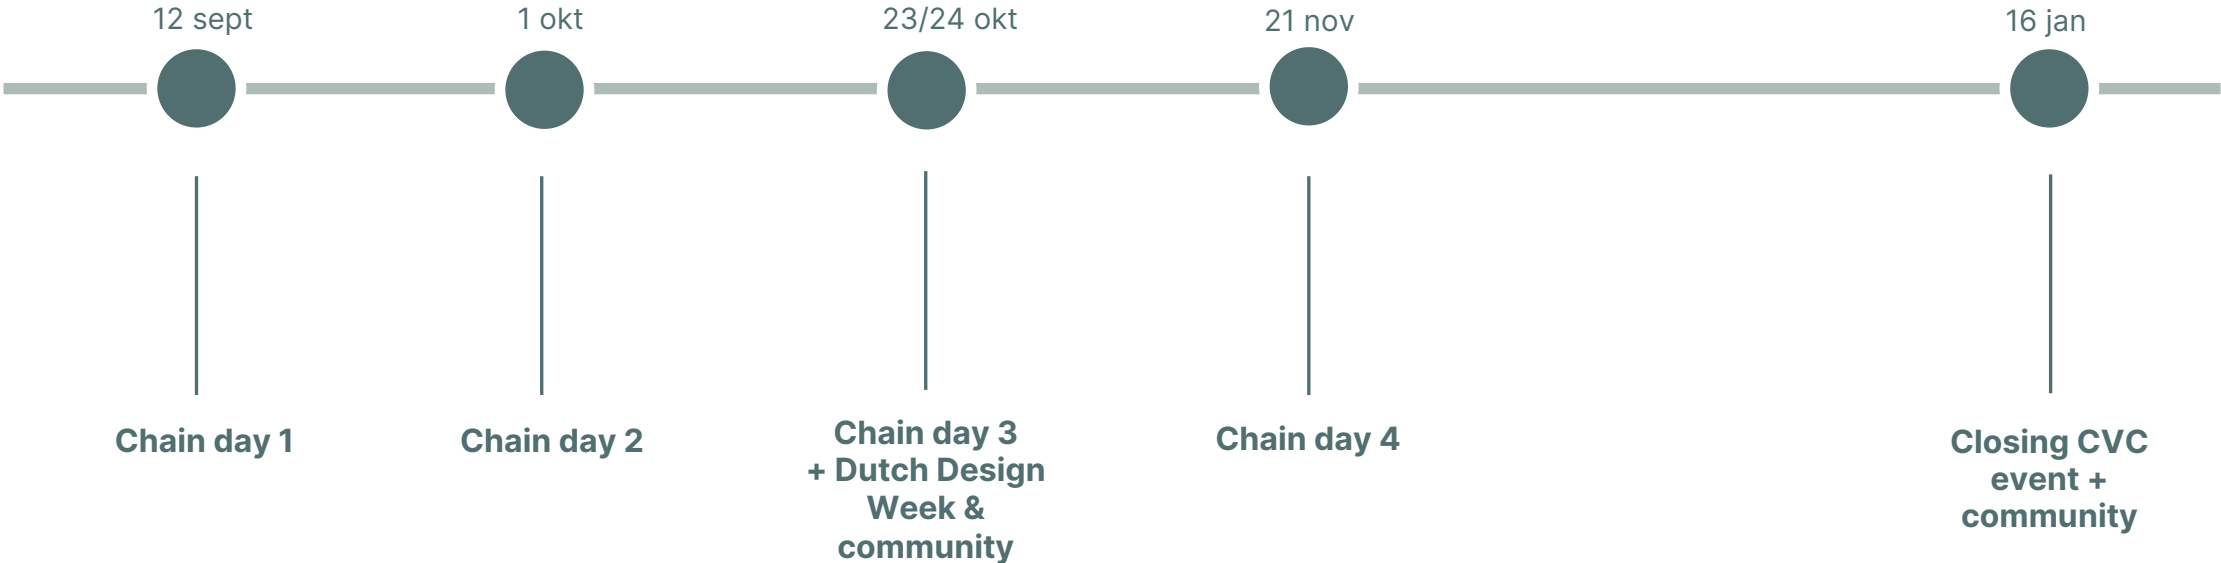 12 sept
1 okt
23/24 okt
21 nov
16 jan
Chain day 1
Chain day 2
Chain day 3
+ Dutch Design
Week &
community
Chain day 4
Closing CVC
event +
community